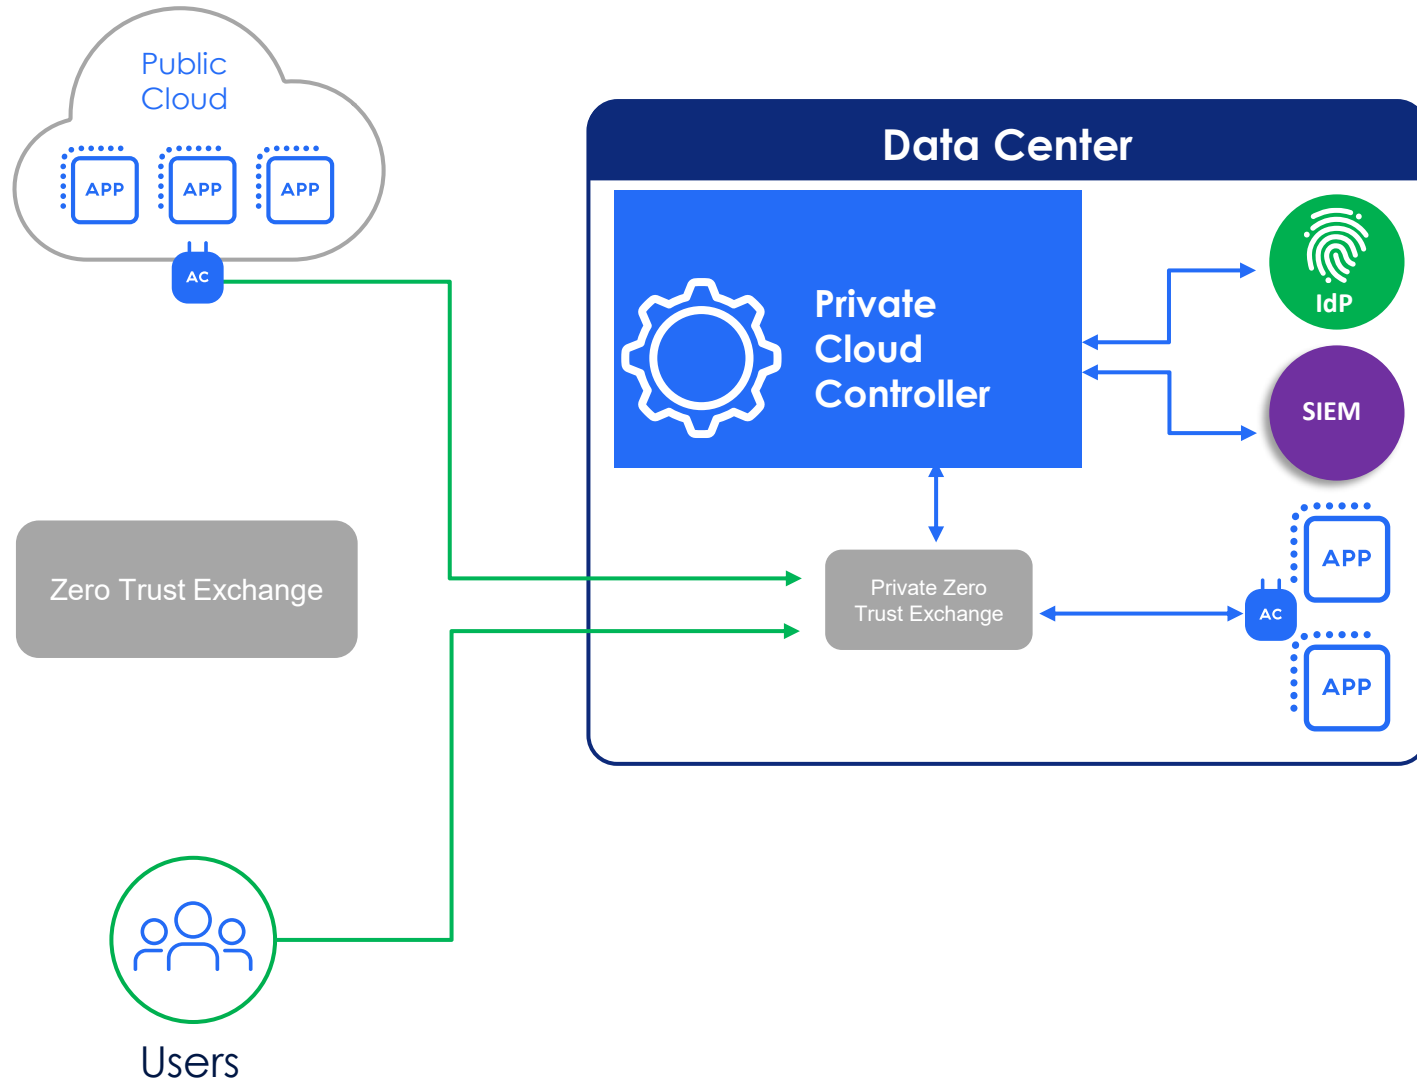 Public
Cloud
APP
APP
APP
AC
Data Center
Private
Cloud
Controller
IdP
SIEM
Zero Trust Exchange
Private Zero
Trust Exchange
APP
AC
APP
Users